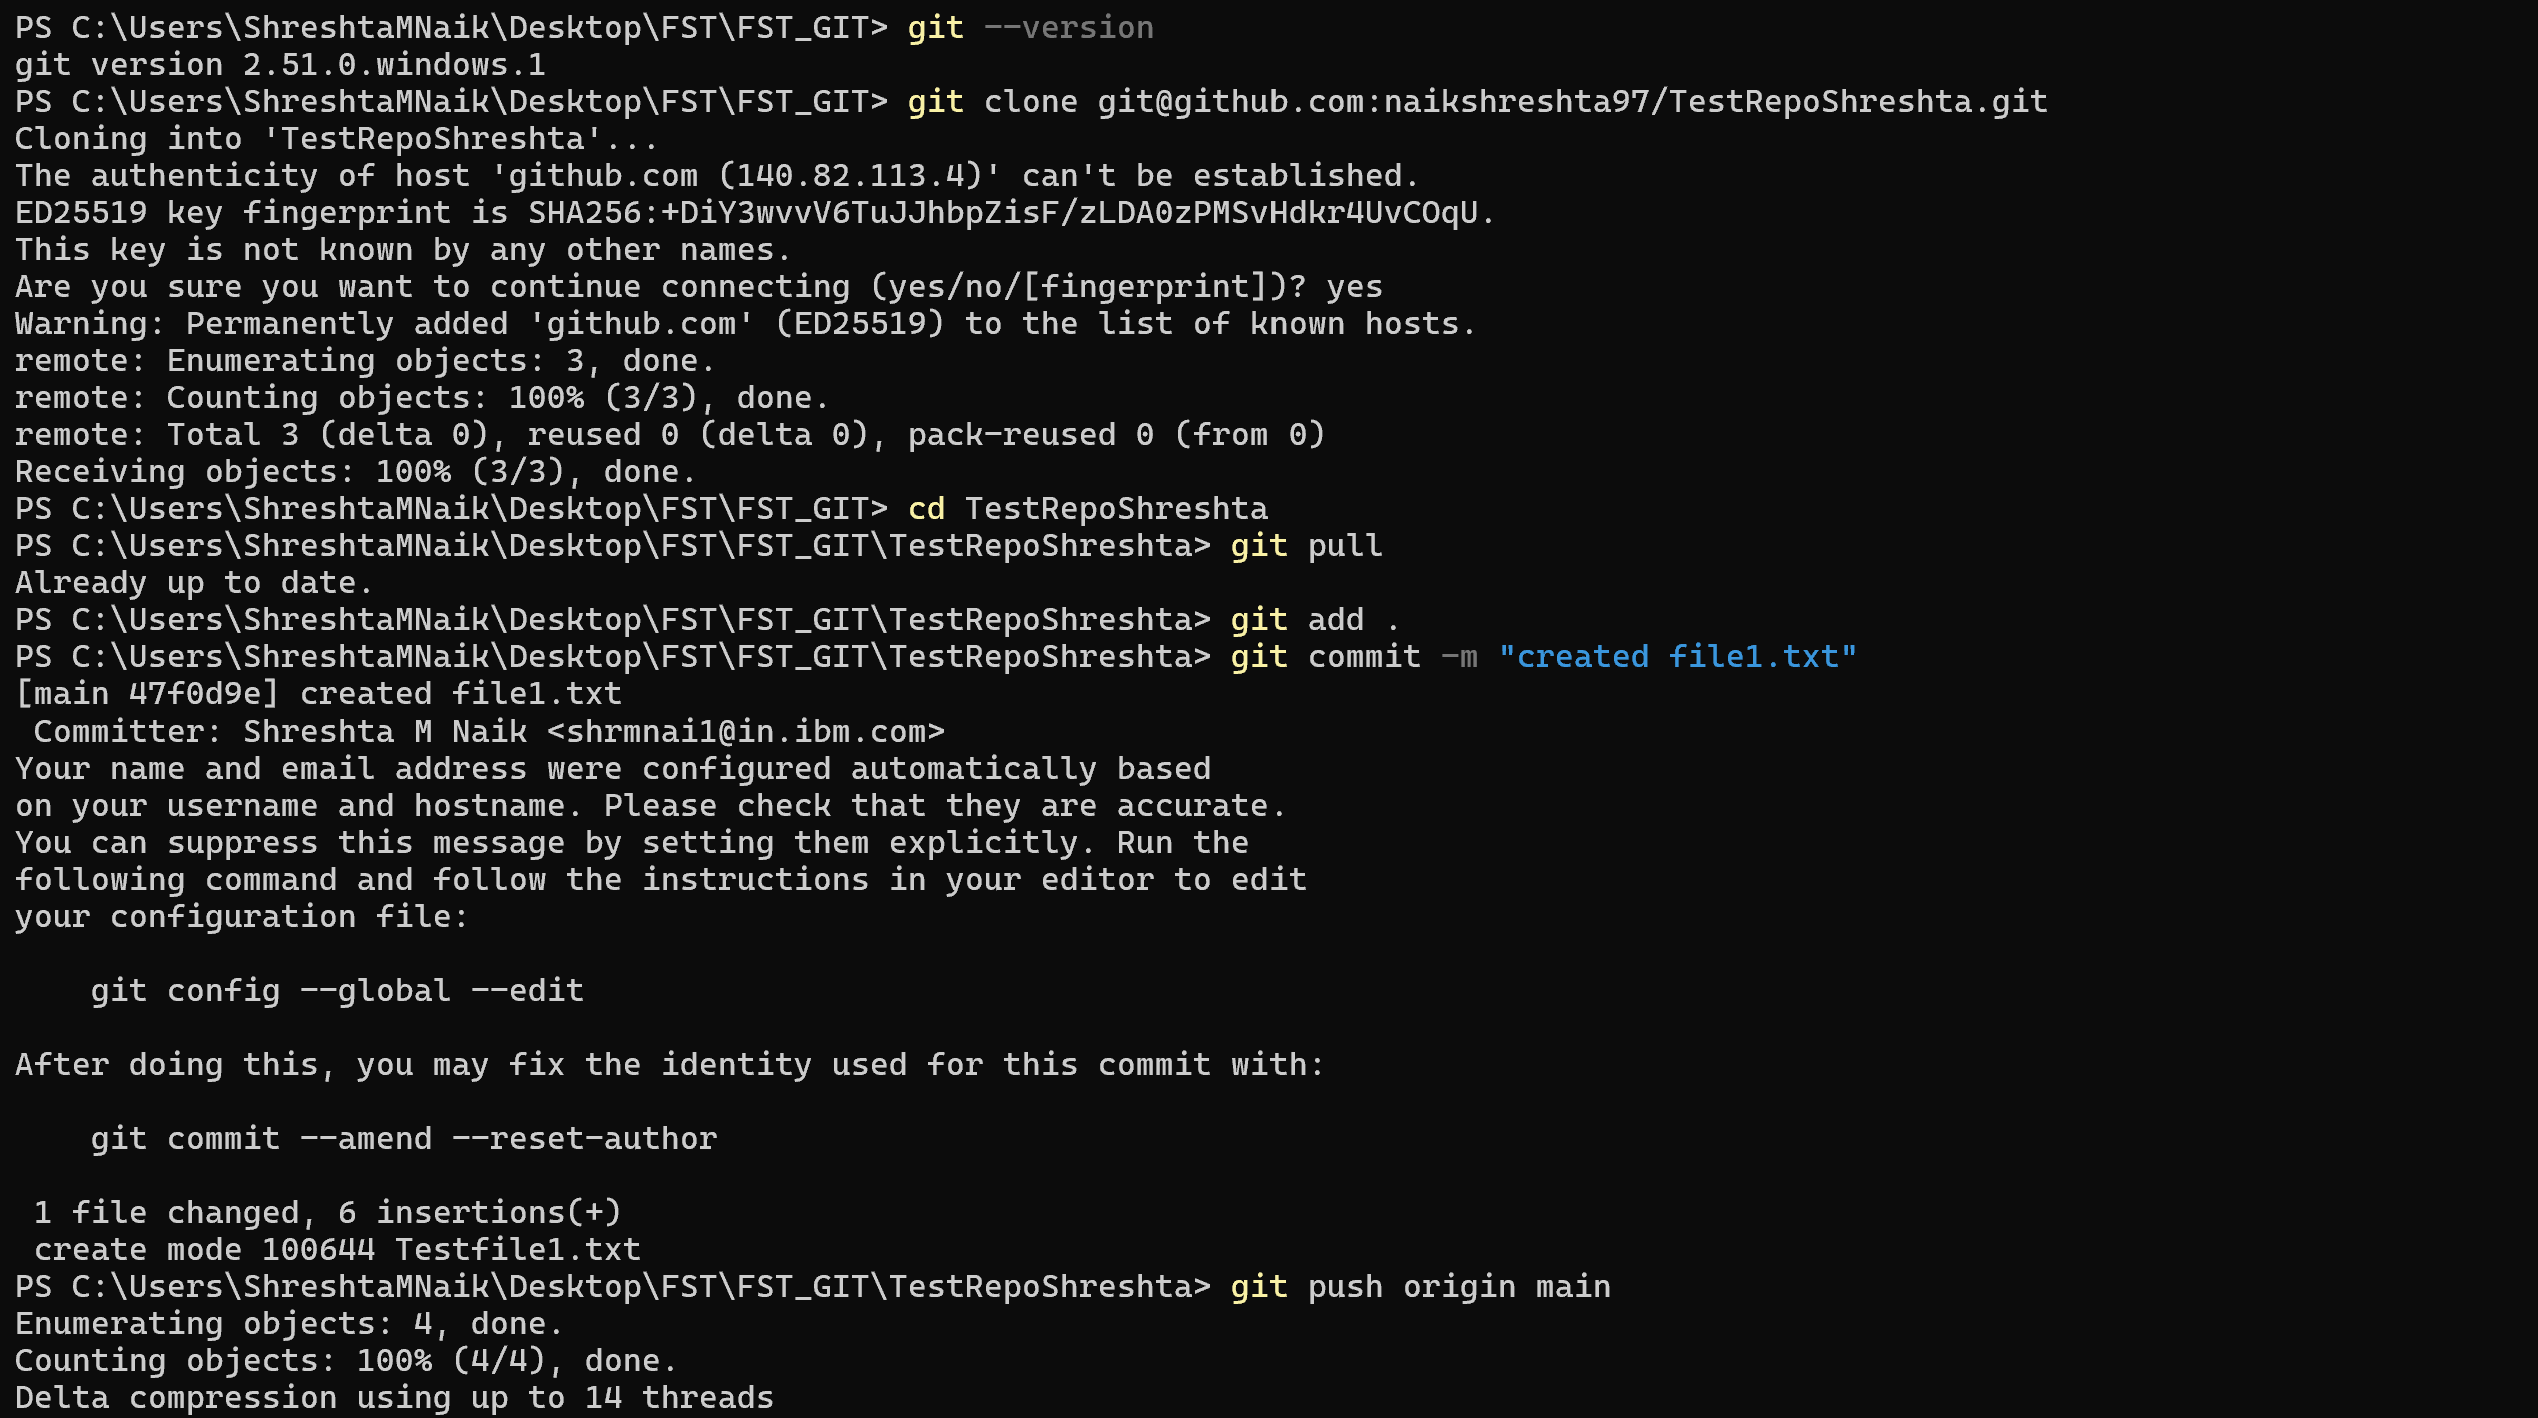 PS C:\Users\ShreshtaMNaik\Desktop\FST\FST_GIT> git --version
git version 2.51.0.windows.1
PS C:\Users\ShreshtaMNaik\Desktop\FST\FST_GIT> git clone git@github.com:naikshreshta97/TestRepoShreshta.git
Cloning into 'TestRepoShreshta'...
The authenticity of host 'github.com (140.82.113.4)' can't be established.
ED25519 key fingerprint is SHA256:+DiY3wvvV6TuJJhbpZisF/zLDA0zPMSvHdkr4UvCOqU.
This key is not known by any other names.
Are you sure you want to continue connecting (yes/no/[fingerprint])? yes
Warning: Permanently added 'github.com' (ED25519) to the list of known hosts.
remote: Enumerating objects: 3, done.
remote: Counting objects: 100% (3/3), done.
remote: Total 3 (delta 0), reused 0 (delta 0), pack-reused 0 (from 0)
Receiving objects: 100% (3/3), done.
PS C:\Users\ShreshtaMNaik\Desktop\FST\FST_GIT> cd TestRepoShreshta
PS C:\Users\ShreshtaMNaik\Desktop\FST\FST_GIT\TestRepoShreshta> git pull
Already up to date.
PS C:\Users\ShreshtaMNaik\Desktop\FST\FST_GIT\TestRepoShreshta> git add .
PS C:\Users\ShreshtaMNaik\Desktop\FST\FST_GIT\TestRepoShreshta> git commit -m "created file1.txt"
[main 47f0d9e] created file1.txt
 Committer: Shreshta M Naik <shrmnai1@in.ibm.com>
Your name and email address were configured automatically based
on your username and hostname. Please check that they are accurate.
You can suppress this message by setting them explicitly. Run the
following command and follow the instructions in your editor to edit
your configuration file:
    git config --global --edit
After doing this, you may fix the identity used for this commit with:
    git commit --amend --reset-author
 1 file changed, 6 insertions(+)
 create mode 100644 Testfile1.txt
PS C:\Users\ShreshtaMNaik\Desktop\FST\FST_GIT\TestRepoShreshta> git push origin main
Enumerating objects: 4, done.
Counting objects: 100% (4/4), done.
Delta compression using up to 14 threads